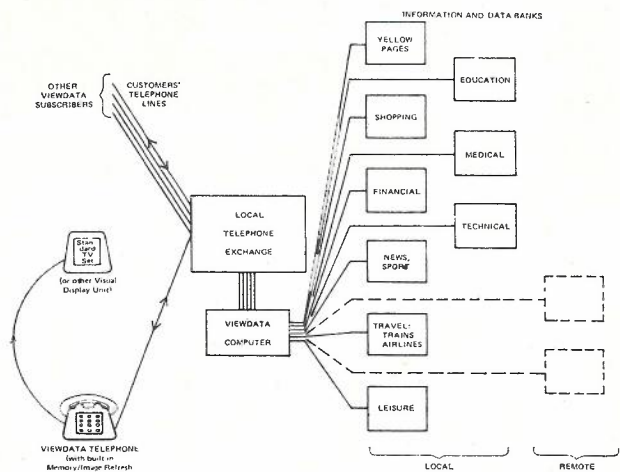 INFORMATION AND DATA BANKS
YELLOW
PAGES
EDUCATION
OTHER
VIEWDATA
SUBSCRIBERS
CUSTOMERS'
TELEPHONE
LINES
SHOPPING
MEDICAL
FINANCIAL
LOCAL
TELEPHONE
EXCHANGE
TECHNICAL
Stan
dard
TV
Set
(or other Visual
Display Unit)
NEWS,
SPORT
VIEWDATA
COMPUTER
TRAVEL:
TRAINS
AIRLINES
LEISURE
VIEWDATA TELEPHONE
(with built in
Memory/Image Refresh
LOCAL
REMOTE